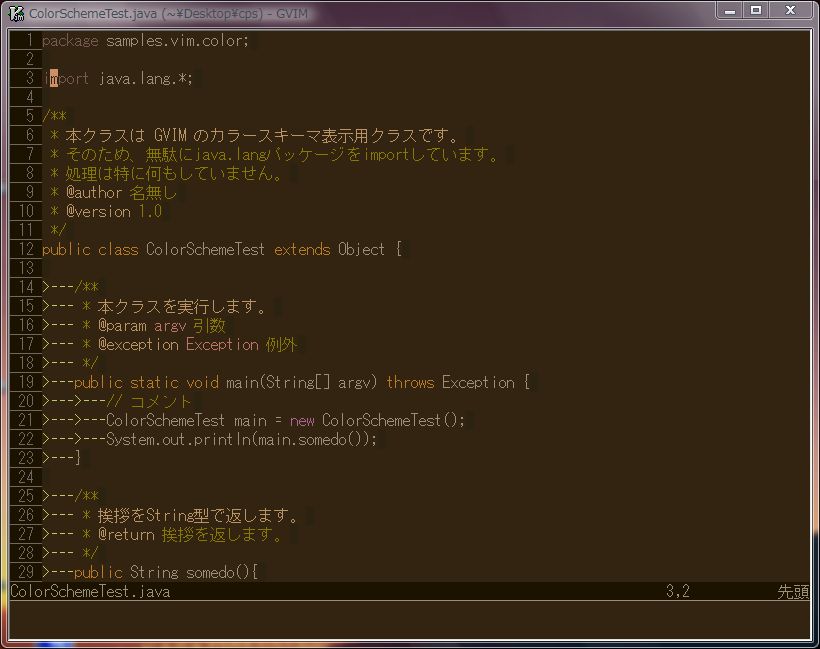 ColorSchemeTest.java (~¥Desktop¥cps) - GVIM
1 package samples.vim.color;
2
3 import java.lang.*;
4
5 /**
6  * 本クラスは GVIM のカラースキーマ表示用クラスです。
7  * そのため、無駄にjava.langパッケージをimportしています。
8  * 処理は特に何もしていません。
9  * @author 名無し
10  * @version 1.0
11  */
12 public class ColorSchemeTest extends Object {
13
14 >---/**
15 >--- * 本クラスを実行します。
16 >--- * @param argv 引数
17 >--- * @exception Exception 例外
18 >--- */
19 >---public static void main(String[] argv) throws Exception {
20 >--->---// コメント
21 >--->---ColorSchemeTest main = new ColorSchemeTest();
22 >--->---System.out.println(main.somedo());
23 >---}
24
25 >---/**
26 >--- * 挨拶をString型で返します。
27 >--- * @return 挨拶を返します。
28 >--- */
29 >---public String somedo(){
ColorSchemeTest.java 3,2 先頭